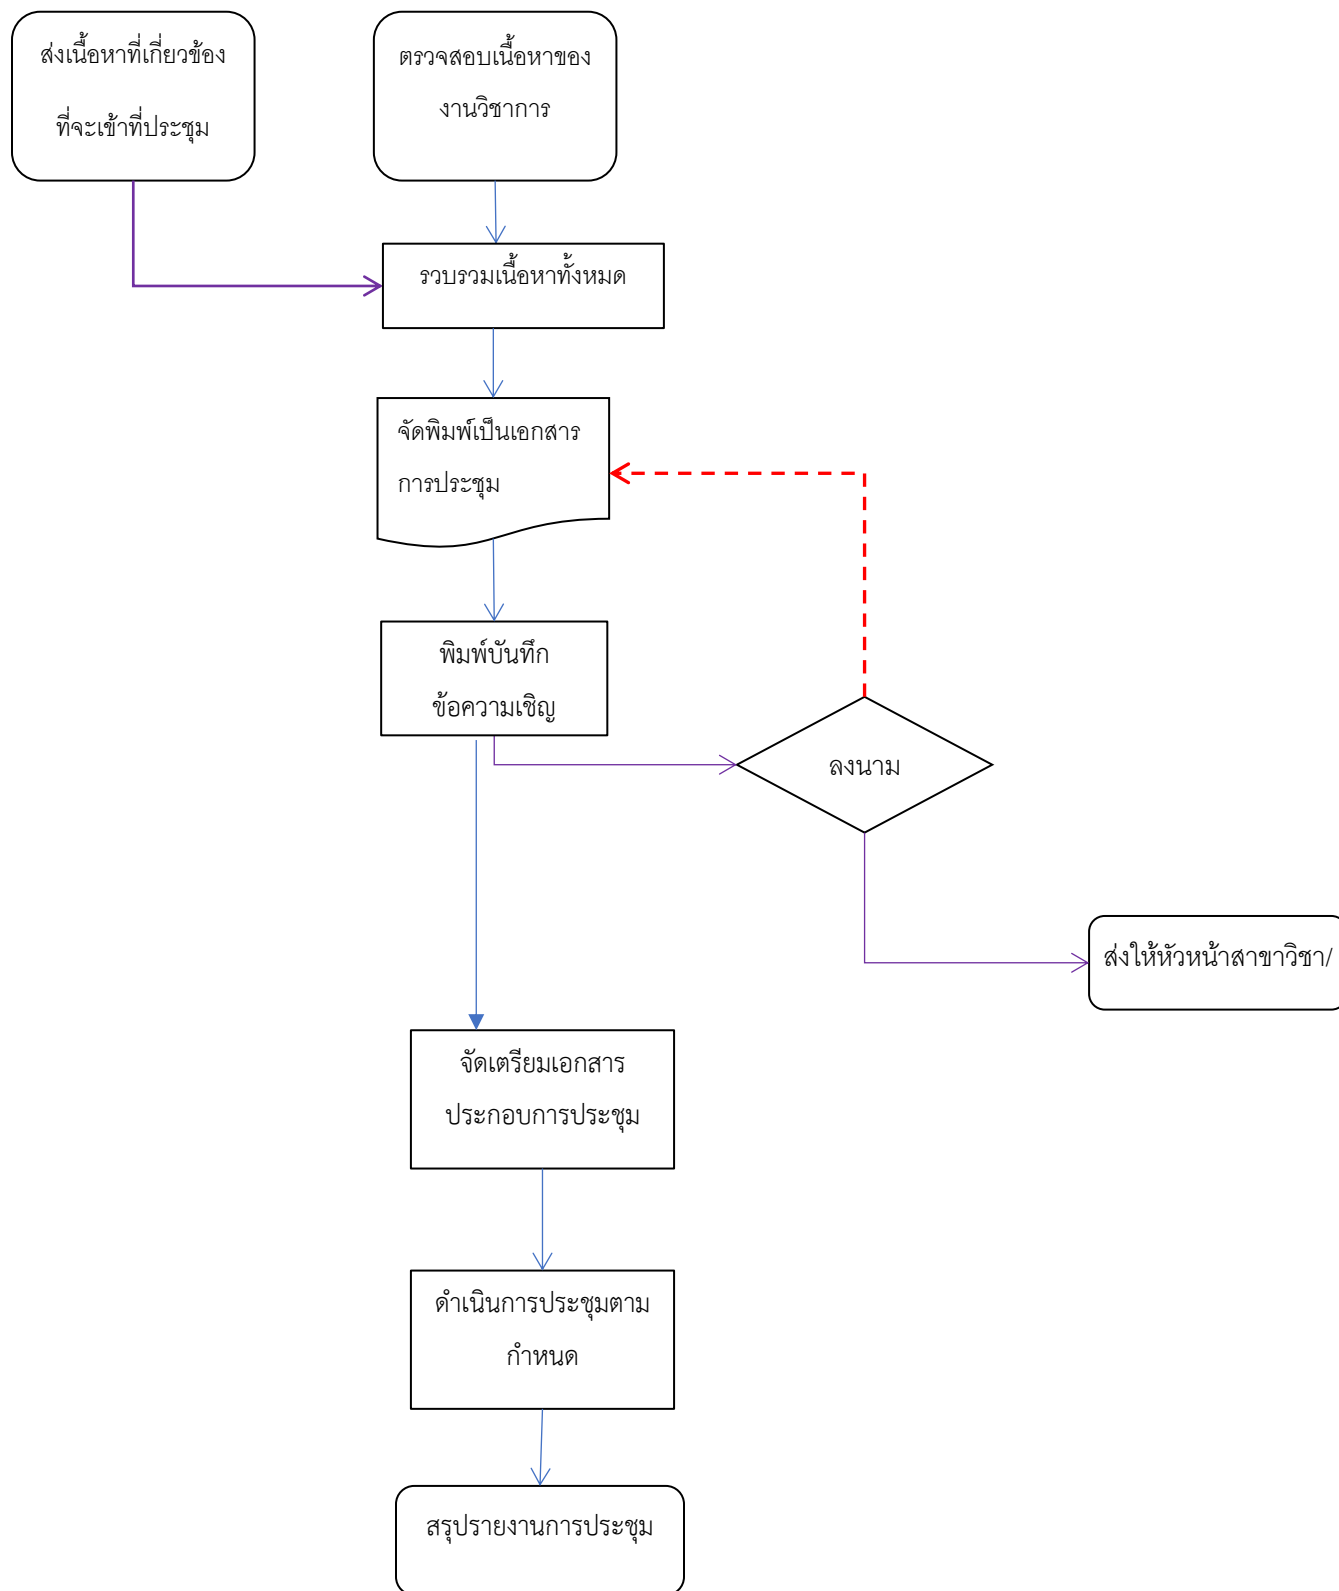 ส่งเนื้อหาที่เกี่ยวข้อง
ที่จะเข้าที่ประชุม
ตรวจสอบเนื้อหาของ
งานวิชาการ
รวบรวมเนื้อหาทั้งหมด
จัดพิมพ์เป็นเอกสาร
การประชุม
พิมพ์บันทึก
ข้อความเชิญ
ลงนาม
ส่งให้หัวหน้าสาขาวิชา/
จัดเตรียมเอกสาร
ประกอบการประชุม
ดำเนินการประชุมตาม
กำหนด
สรุปรายงานการประชุม